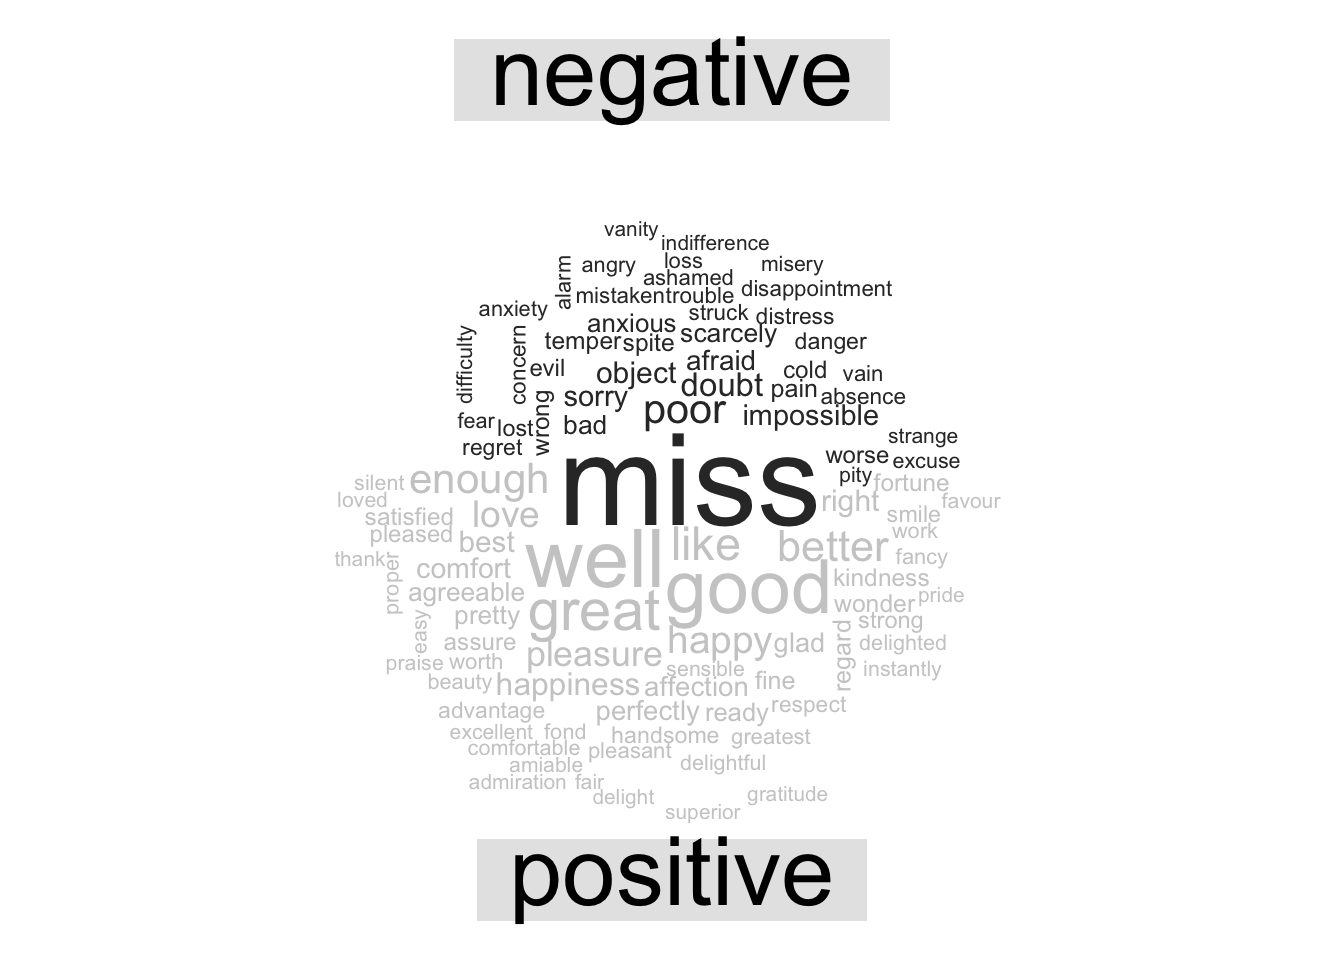 negative
vanity
indifference
alarm angry loss misery
ashamed
mistaken trouble disappointment
anxiety struck distress
anxious scarcely
difficulty concern temper spite danger
evil afraid cold vain
object doubt pain absence
wrong sorry poor impossible
fear lost bad strange
regret miss worse excuse
pity
silent enough right fortune
loved favour
satisfied love smile
pleased best well like better work
thank fancy
proper comfort good kindness
agreeable great wonder pride
pretty strong
easy assure happy glad regard delighted
praise worth pleasure sensible instantly
beauty happiness affection fine
advantage perfectly ready respect
excellent fond handsome greatest
comfortable pleasant
amiable delightful
admiration fair
delight gratitude
superior
positive